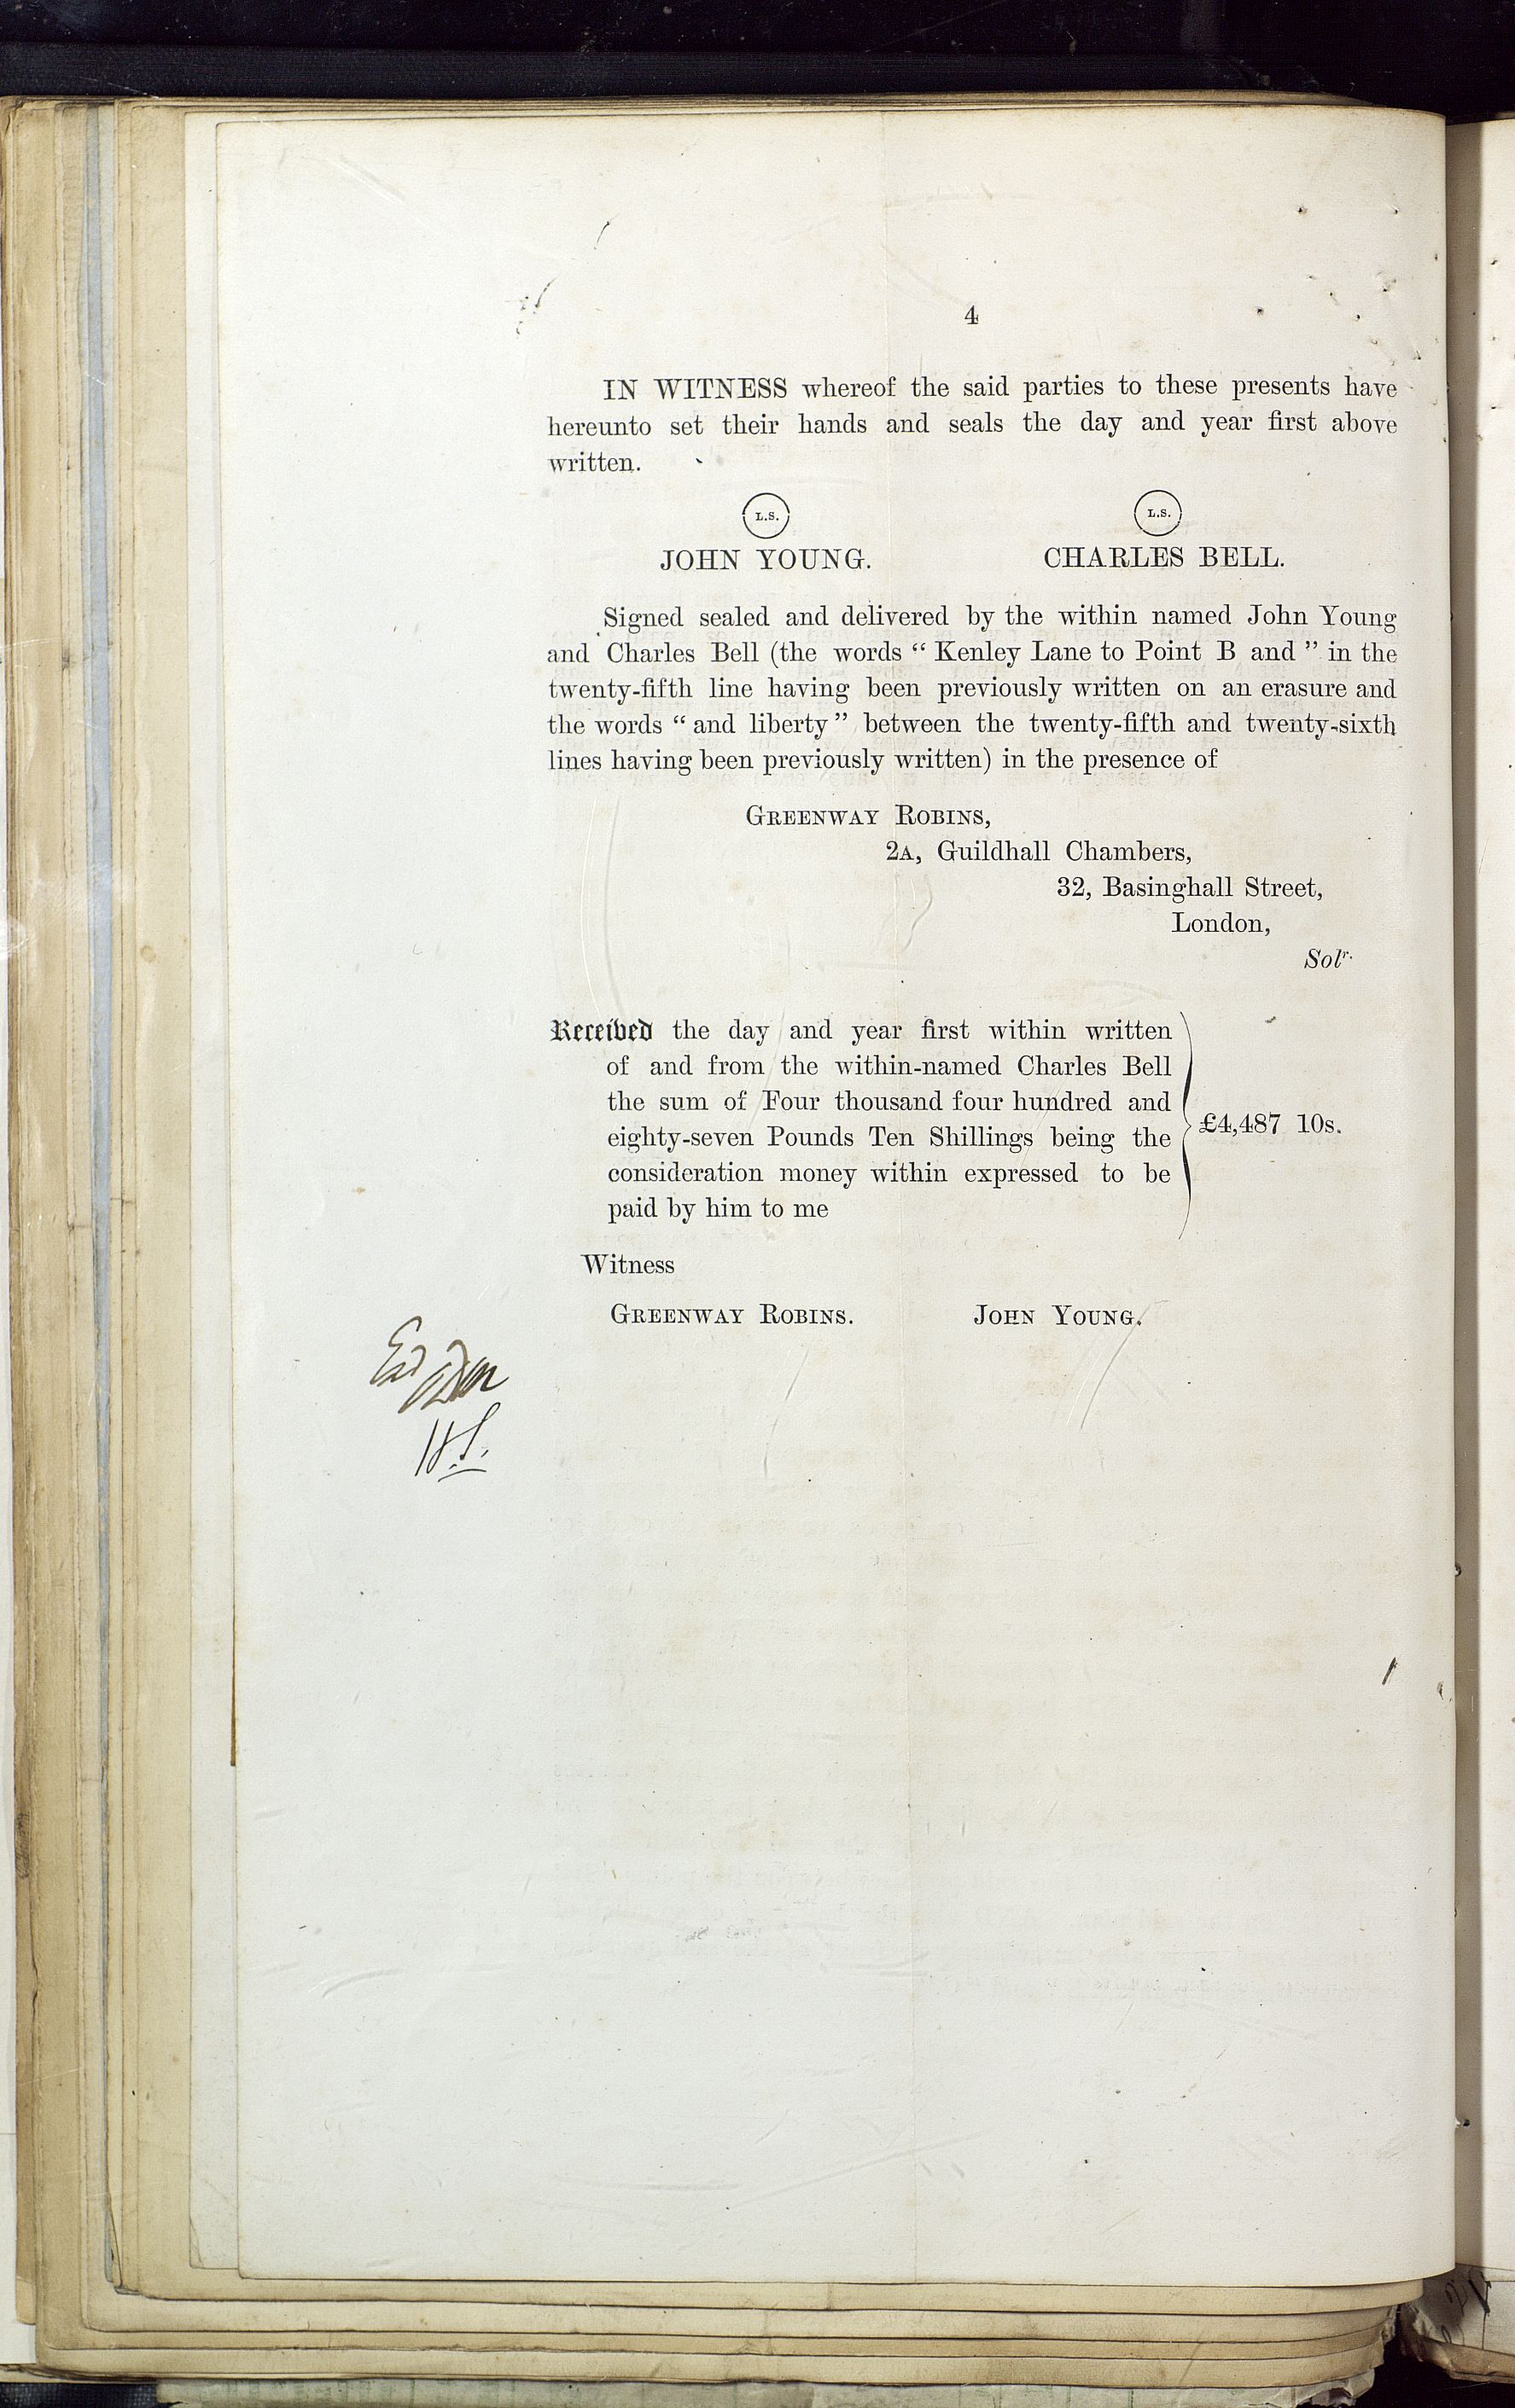 4
IN WITNESS whereof the said parties to these presents have
hereunto set their hands and seals the day and year first above
written.
L.S. L.S.
JOHN YOUNG. CHARLES BELL.
Signed sealed and delivered by the within named John Young
and Charles Bell (the words “ Kenley Lane to Point B and ” in the
twenty-fifth line having been previously written on an erasure and
the words “ and liberty ” between the twenty-fifth and twenty-sixth
lines having been previously written) in the presence of
GREENWAY ROBINS,
2A, Guildhall Chambers,
32, Basinghall Street,
London,
Solr.
Received the day and year first within written
of and from the within-named Charles Bell
the sum of Four thousand four hundred and
eighty-seven Pounds Ten Shillings being the
consideration money within expressed to be
paid by him to me
£4,487 10s.
Witness
GREENWAY ROBINS. JOHN YOUNG.